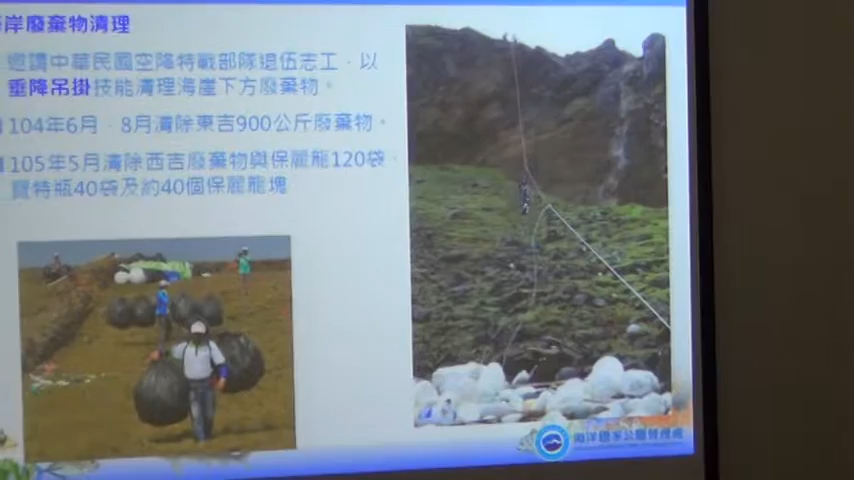 岸廢棄物清理
邀請中華民國空降特戰部隊退伍志工，以
垂降吊掛技能清理海崖下方廢棄物。
104年6月、8月清除東吉900公斤廢棄物。
105年5月清除西吉廢棄物與保麗龍120袋、
寶特瓶40袋及約40個保麗龍塊
海洋國家公園管理處